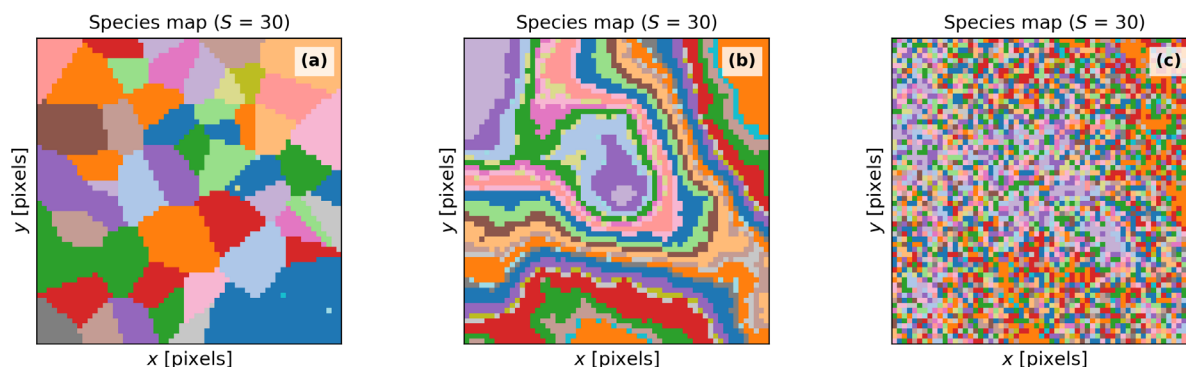 Species map (S = 30)
(a)
y [pixels]
x [pixels]
Species map (S = 30)
(b)
y [pixels]
x [pixels]
Species map (S = 30)
(c)
y [pixels]
x [pixels]